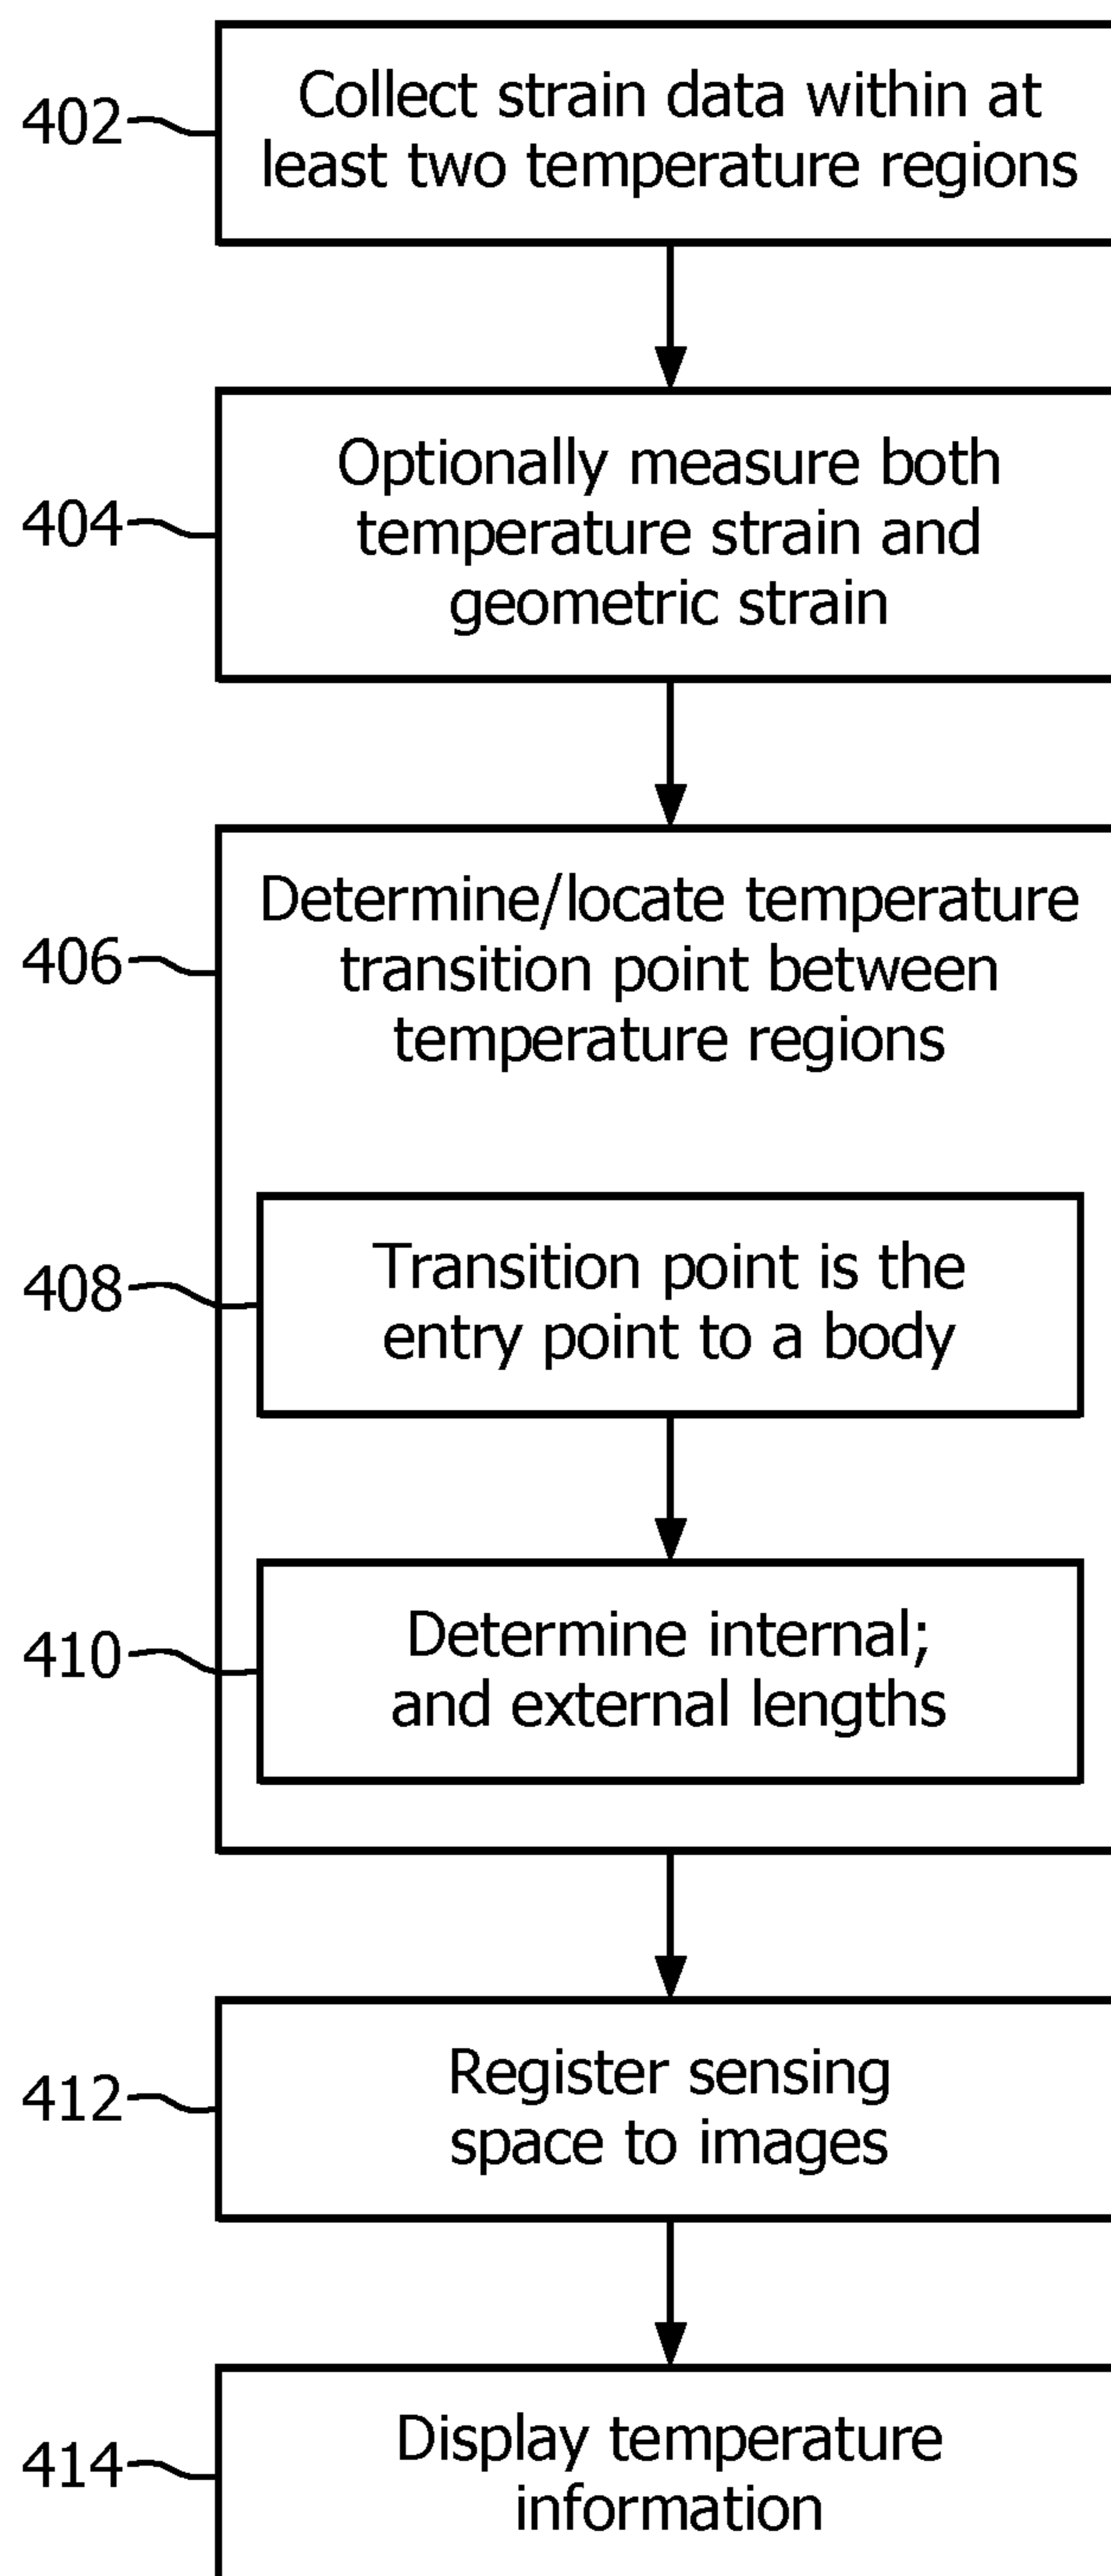 402
Collect strain data within at
least two temperature regions
404
Optionally measure both
temperature strain and
geometric strain
406
Determine/locate temperature
transition point between
temperature regions
408
Transition point is the
entry point to a body
410
Determine internal;
and external lengths
412
Register sensing
space to images
414
Display temperature
information